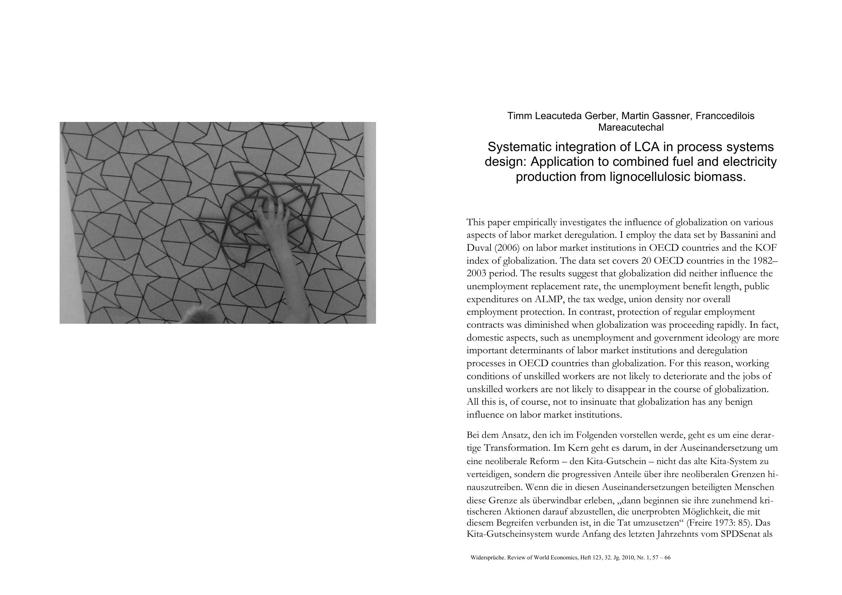 Timm Leacuteda Gerber, Martin Gassner, Franccedilois
Mareacutechal
Systematic integration of LCA in process systems
design: Application to combined fuel and electricity
production from lignocellulosic biomass.
This paper empirically investigates the influence of globalization on various
aspects of labor market deregulation. I employ the data set by Bassanini and
Duval (2006) on labor market institutions in OECD countries and the KOF
index of globalization. The data set covers 20 OECD countries in the 1982–
2003 period. The results suggest that globalization did neither influence the
unemployment replacement rate, the unemployment benefit length, public
expenditures on ALMP, the tax wedge, union density nor overall
employment protection. In contrast, protection of regular employment
contracts was diminished when globalization was proceeding rapidly. In fact,
domestic aspects, such as unemployment and government ideology are more
important determinants of labor market institutions and deregulation
processes in OECD countries than globalization. For this reason, working
conditions of unskilled workers are not likely to deteriorate and the jobs of
unskilled workers are not likely to disappear in the course of globalization.
All this is, of course, not to insinuate that globalization has any benign
influence on labor market institutions.
Bei dem Ansatz, den ich im Folgenden vorstellen werde, geht es um eine derar-
tige Transformation. Im Kern geht es darum, in der Auseinandersetzung um
eine neoliberale Reform – den Kita-Gutschein – nicht das alte Kita-System zu
verteidigen, sondern die progressiven Anteile über ihre neoliberalen Grenzen hi-
nauszutreiben. Wenn die in diesen Auseinandersetzungen beteiligten Menschen
diese Grenze als überwindbar erleben, „dann beginnen sie ihre zunehmend kri-
tischeren Aktionen darauf abzustellen, die unerprobten Möglichkeit, die mit
diesem Begreifen verbunden ist, in die Tat umzusetzen“ (Freire 1973: 85). Das
Kita-Gutscheinsystem wurde Anfang des letzten Jahrzehnts vom SPDSenat als
Widersprüche. Review of World Economics, Heft 123, 32. Jg. 2010, Nr. 1, 57 – 66